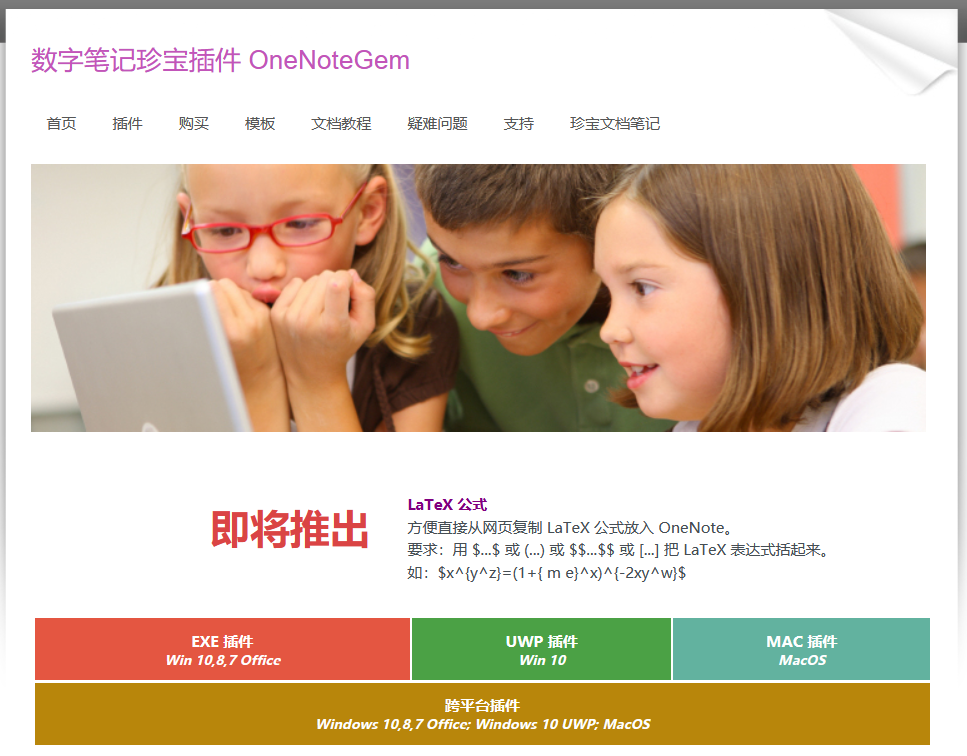 数字笔记珍宝插件 OneNoteGem
首页 插件 购买 模板 文档教程 疑难问题 支持 珍宝文档笔记
即将推出
LaTeX 公式
方便直接从网页复制 LaTeX 公式放入 OneNote。
要求：用 $...$ 或 (...) 或 $$...$$ 或 [...] 把 LaTeX 表达式括起来。
如：$x^{y^z}=(1+{ m e}^x)^{-2xy^w}$
EXE 插件
Win 10,8,7 Office
UWP 插件
Win 10
MAC 插件
MacOS
跨平台插件
Windows 10,8,7 Office; Windows 10 UWP; MacOS